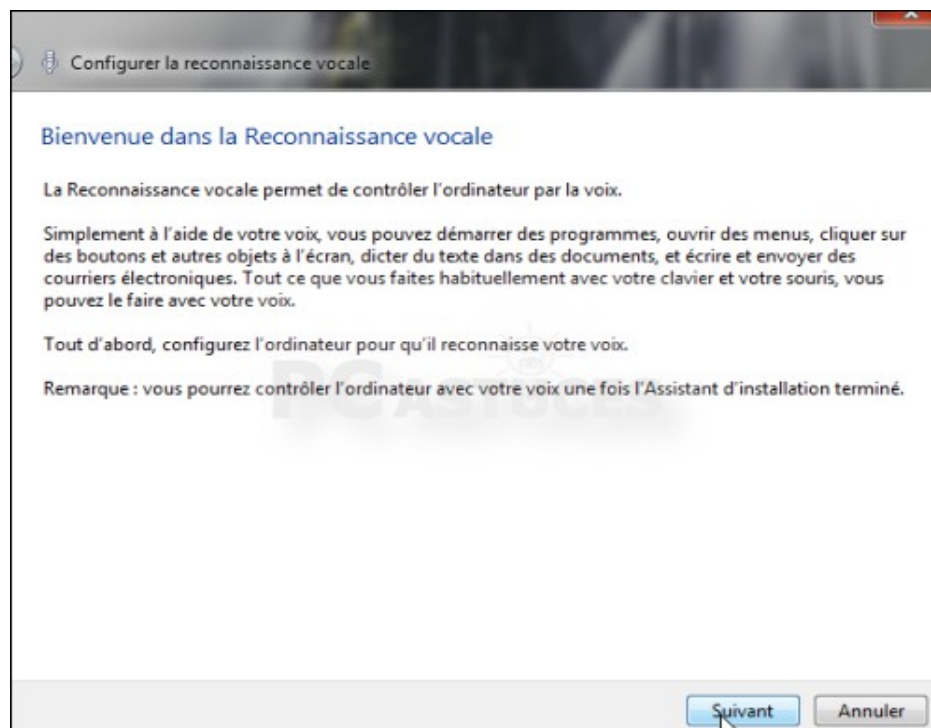 Configurer la reconnaissance vocale
Bienvenue dans la Reconnaissance vocale
La Reconnaissance vocale permet de contrôler l'ordinateur par la voix.
Simplement à l'aide de votre voix, vous pouvez démarrer des programmes, ouvrir des menus, cliquer sur
des boutons et autres objets à l'écran, dicter du texte dans des documents, et écrire et envoyer des
courriers électroniques. Tout ce que vous faites habituellement avec votre clavier et votre souris, vous
pouvez le faire avec votre voix.
Tout d'abord, configurez l'ordinateur pour qu'il reconnaisse votre voix.
Remarque : vous pourrez contrôler l'ordinateur avec votre voix une fois l'Assistant d'installation terminé.
PC ASTUCES
Suivant Annuler